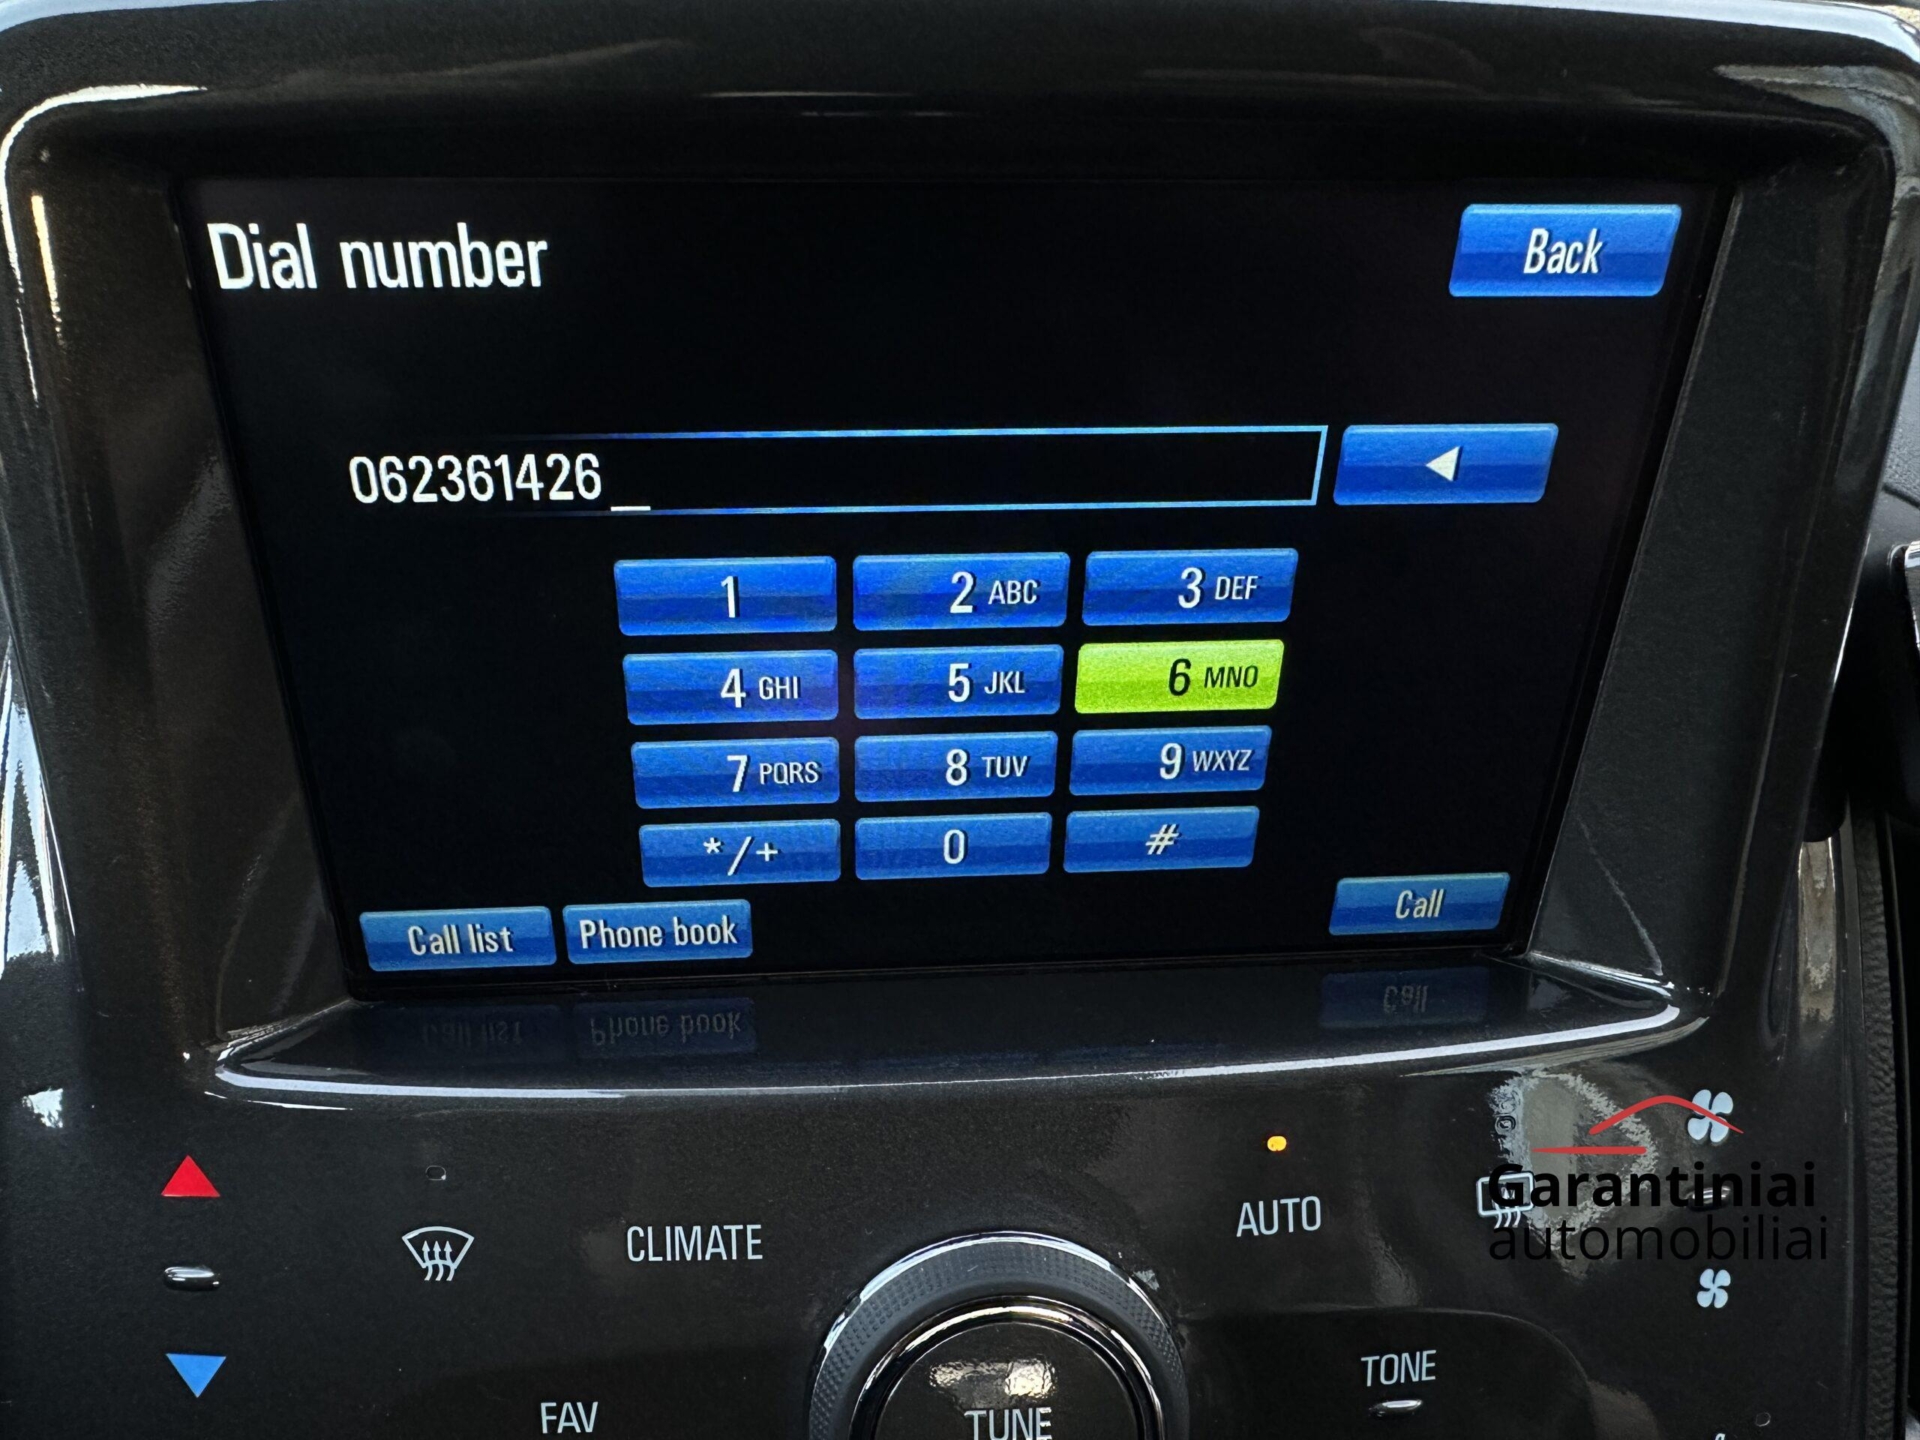 Dial number
Back
062361426_
1
2 ABC
3 DEF
4 GHI
5 JKL
6 MNO
7 PQRS
8 TUV
9 WXYZ
*/+
0
#
Call list
Phone book
Call
CLIMATE
AUTO
Garantiniai
automobiliai
TONE
FAV
TUNE